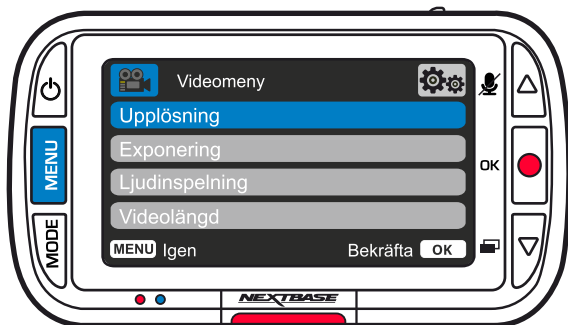 Videomeny
Upplösning
Exponering
Ljudinspelning
Videolängd
MENU Igen
Bekräfta OK
MENU
MODE
OK
NEXTBASE